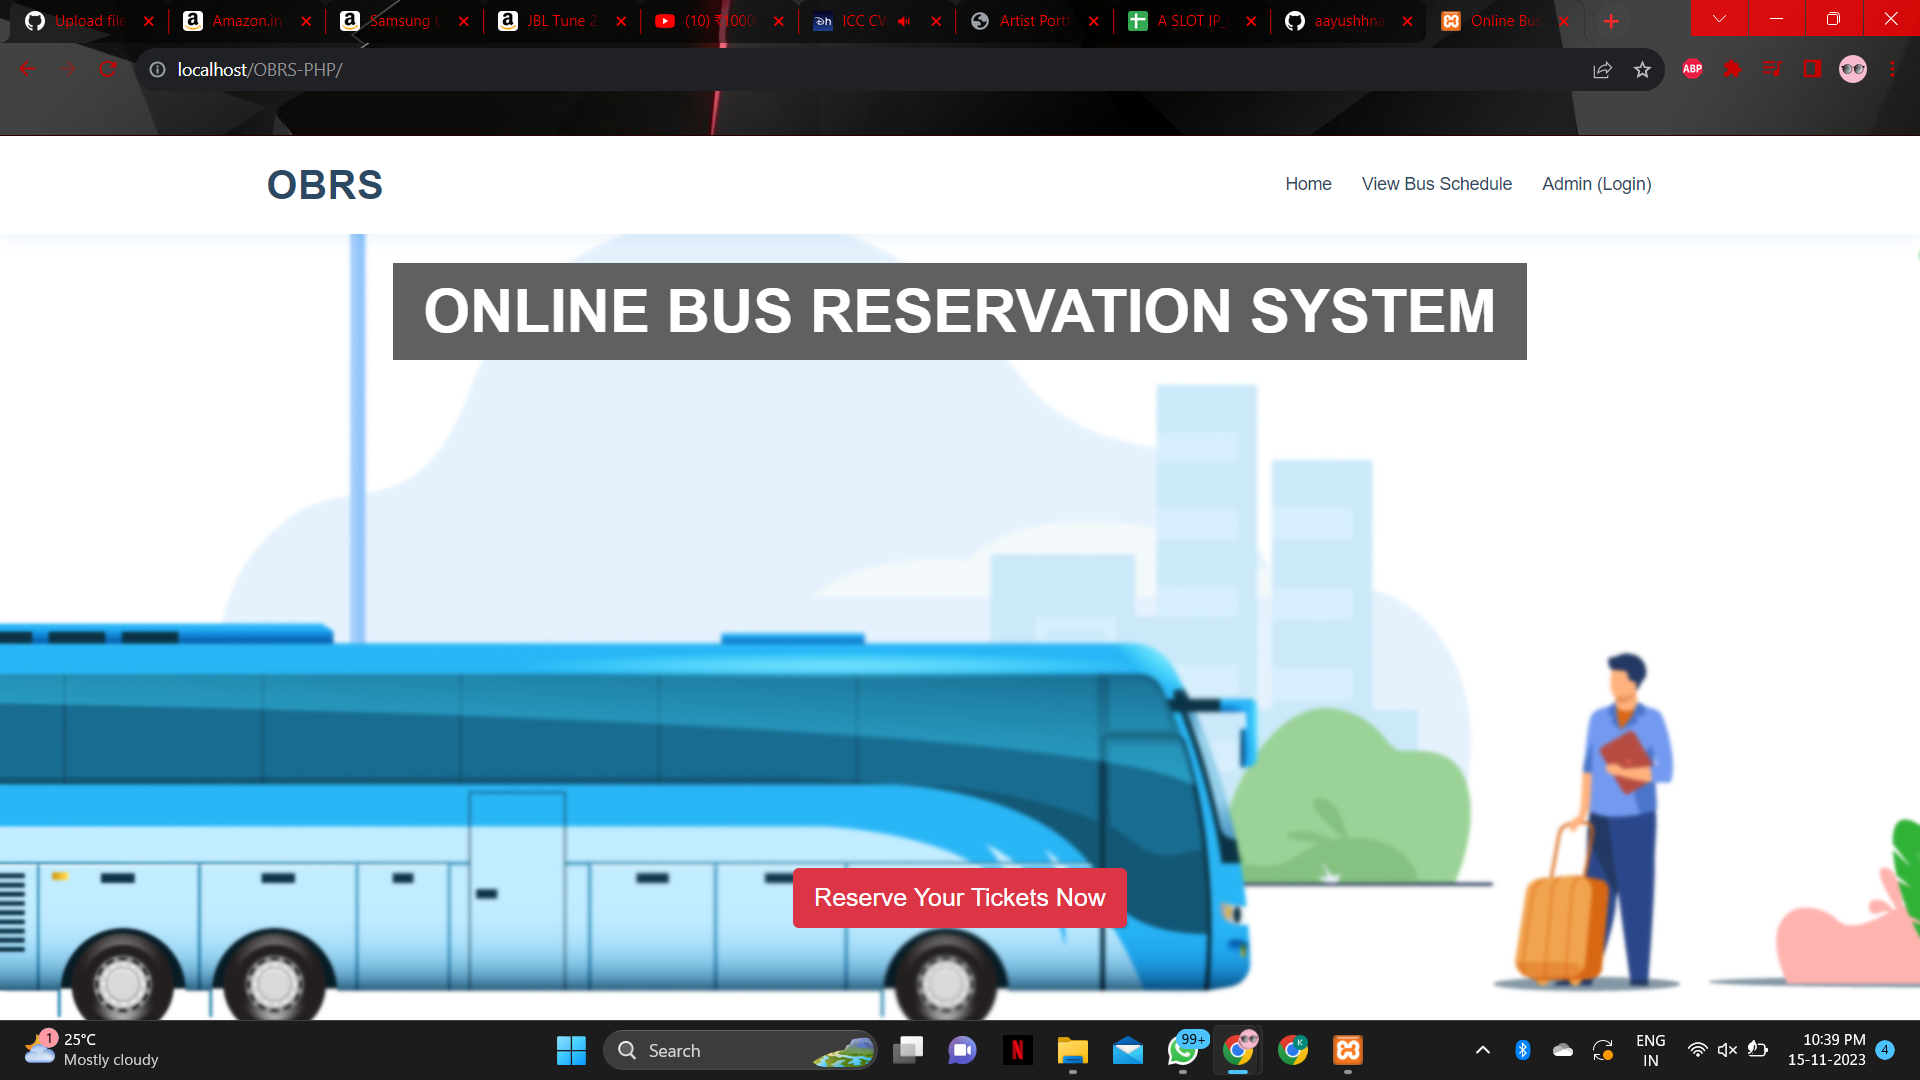 Upload file
Amazon.in
Samsung
JBL Tune 2
(10) ₹1000
ICC CW
Artist Portf
A SLOT IP_
aayushhna
Online Bus
localhost/OBRS-PHP/
ABP
OBRS
Home
View Bus Schedule
Admin (Login)
ONLINE BUS RESERVATION SYSTEM
Reserve Your Tickets Now
1
25°C
Mostly cloudy
Search
99+
K
ENG
IN
10:39 PM
15-11-2023
4